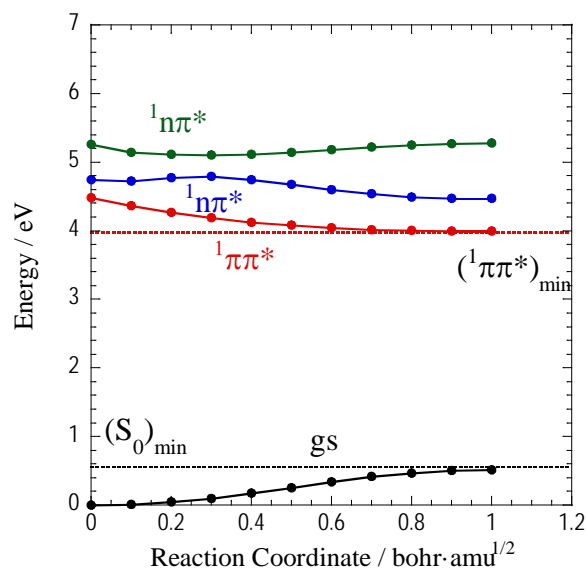 7
6
¹nπ*
5
¹nπ*
4
¹ππ*
(¹ππ*)min
3
2
1
(S₀)min
gs
0
0 0.2 0.4 0.6 0.8 1 1.2
Energy / eV
Reaction Coordinate / bohr·amu^1/2